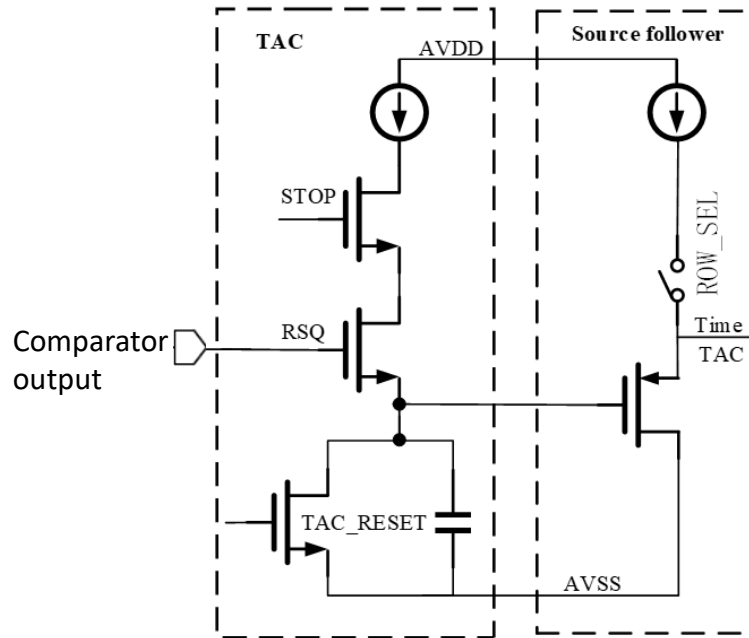 TAC
Source follower
AVDD
STOP
ROW_SEL
Comparator
output
RSQ
Time
TAC
TAC_RESET
AVSS